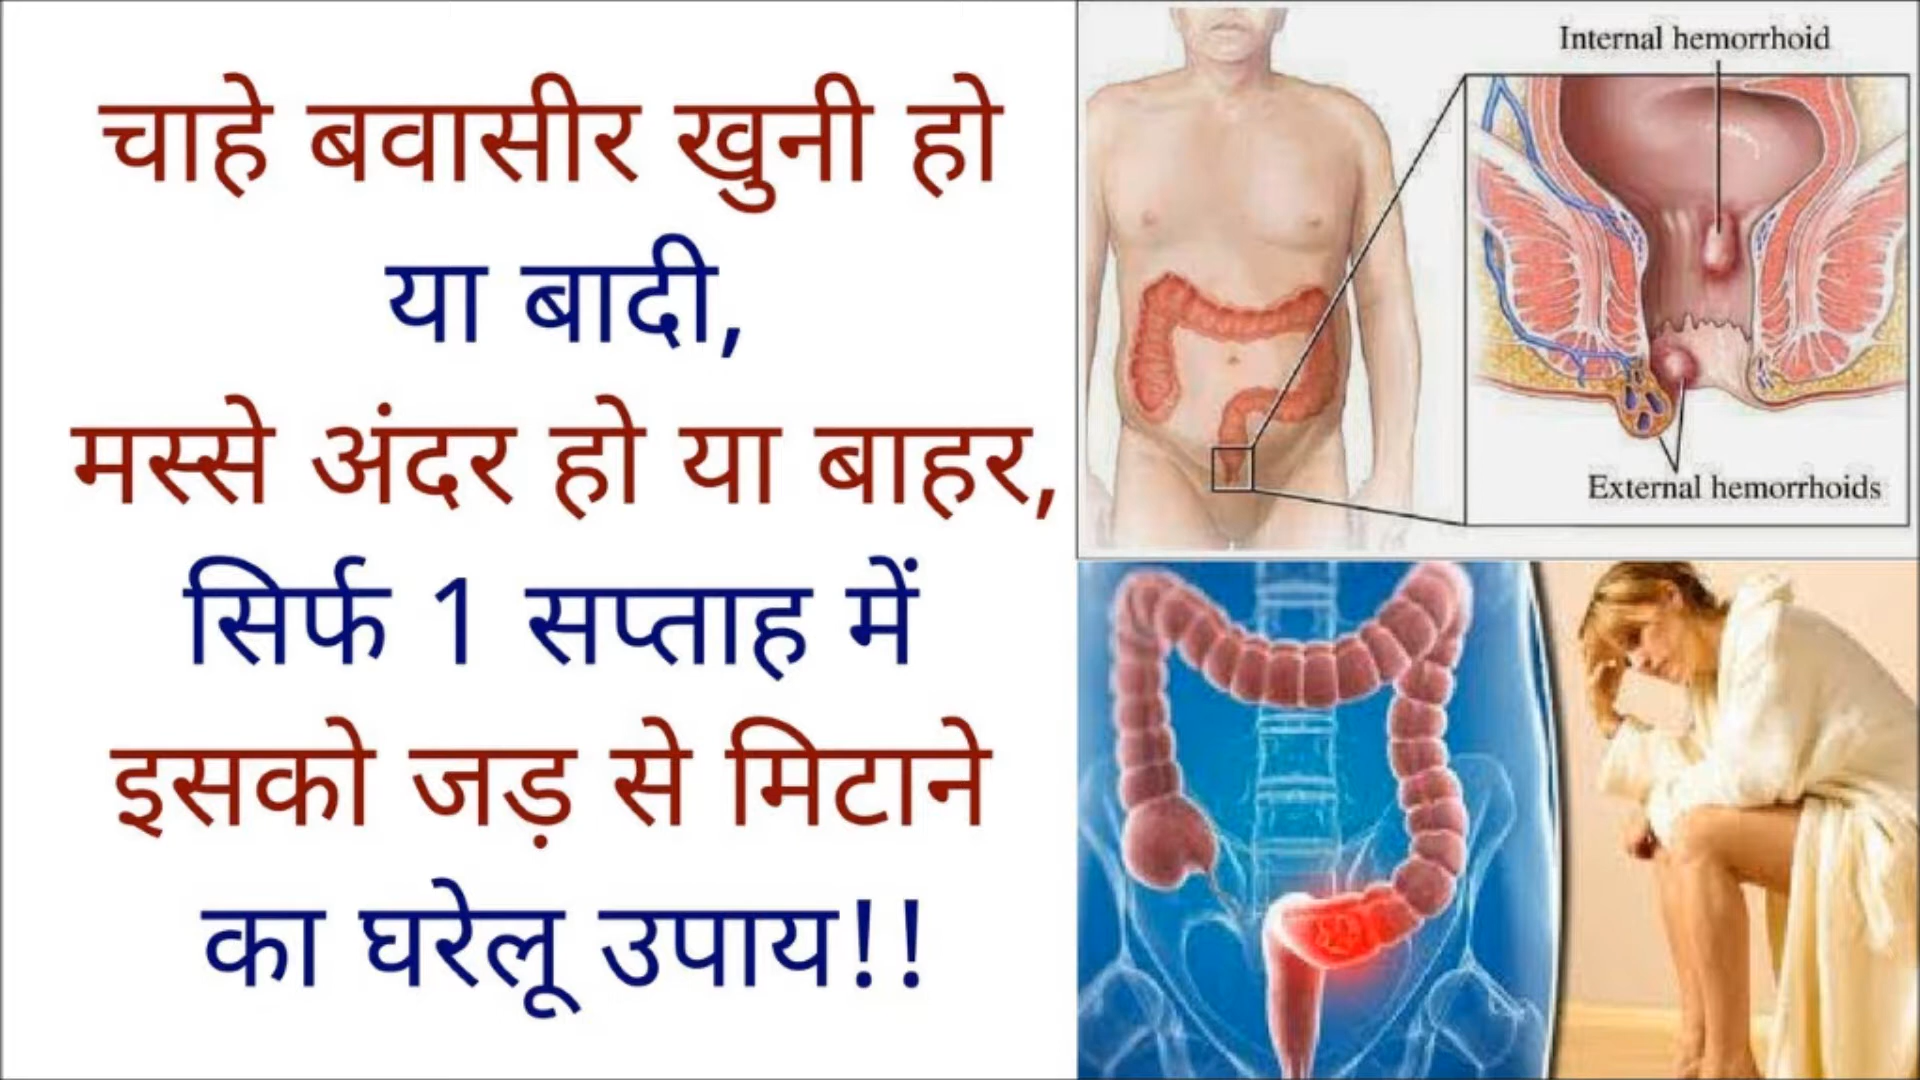 चाहे बवासीर खुनी हो
या बादी,
मस्से अंदर हो या बाहर,
सिर्फ 1 सप्ताह में
इसको जड़ से मिटाने
का घरेलू उपाय!!
Internal hemorrhoid
External hemorrhoids